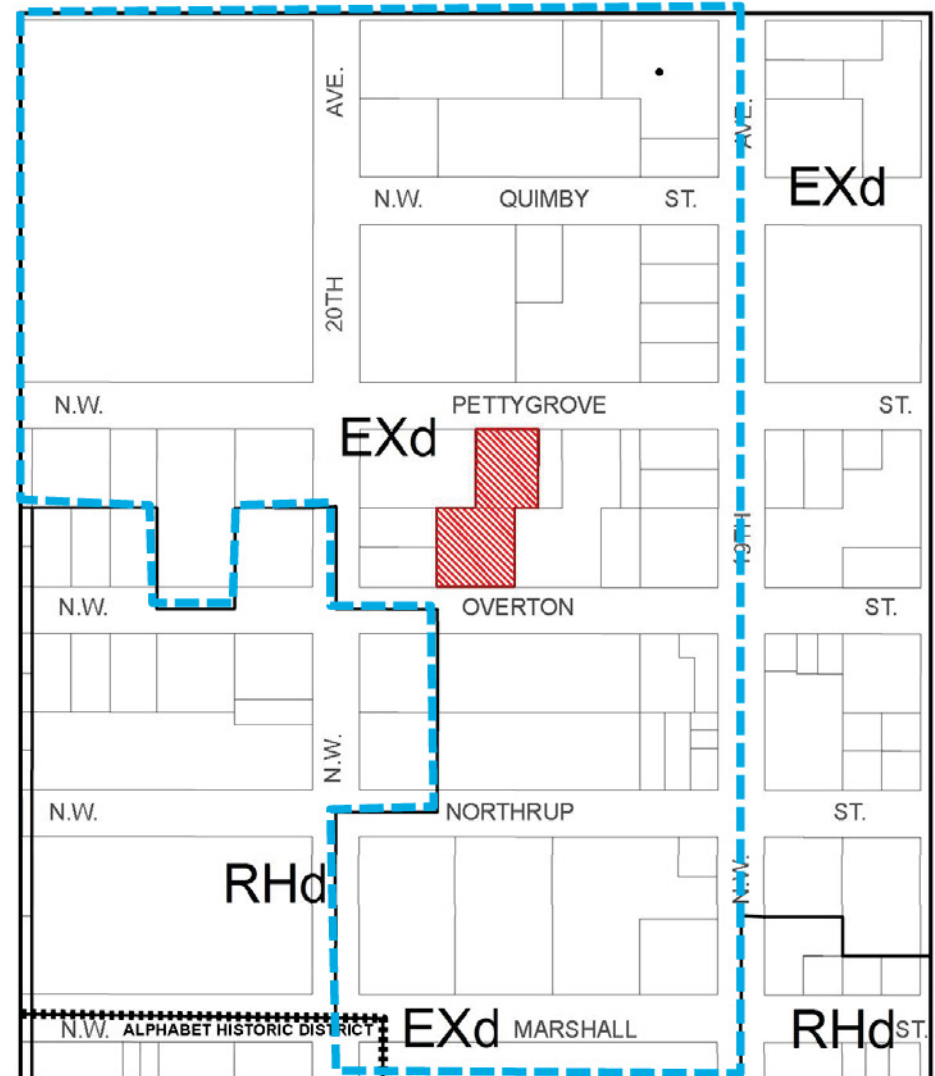 AVE.
AVE.
EXd
N.W. QUIMBY ST.
20TH
N.W. PETTYGROVE ST.
EXd
19TH
N.W. OVERTON ST.
N.W.
N.W. NORTHRUP ST.
N.W.
RHd
N.W. ALPHABET HISTORIC DISTRICT EXd MARSHALL RHd ST.